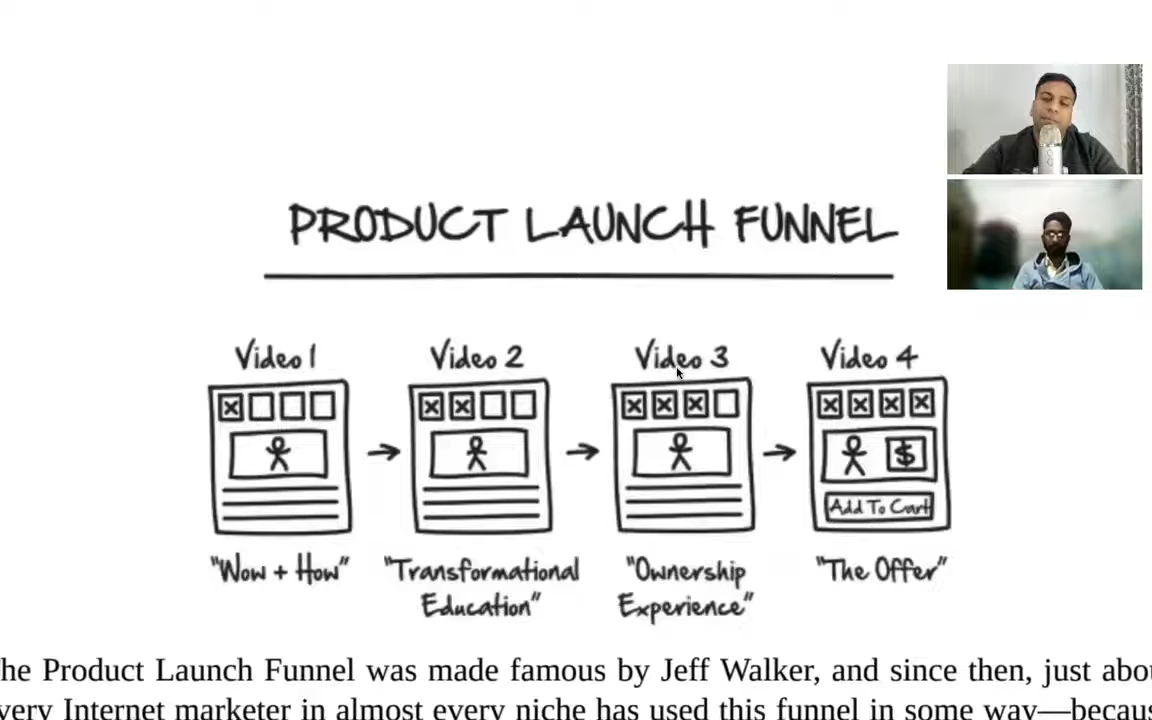 PRODUCT LAUNCH FUNNEL
Video 1 Video 2 Video 3 Video 4
$
Add To Cart
"Wow + How" "Transformational Education" "Ownership Experience" "The Offer"
he Product Launch Funnel was made famous by Jeff Walker, and since then, just abou
very Internet marketer in almost every niche has used this funnel in some way—becaus